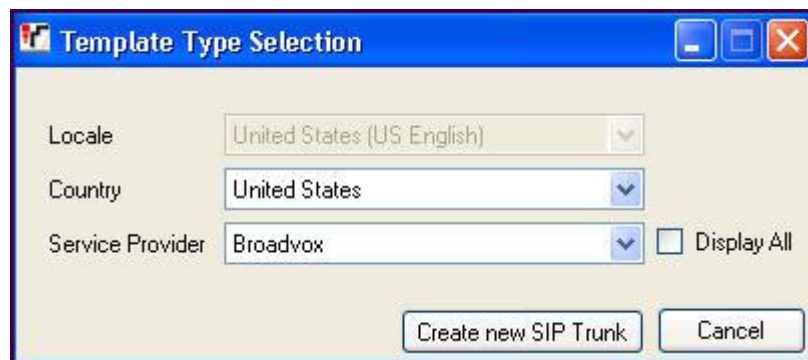 Template Type Selection
Locale United States (US English)
Country United States
Service Provider Broadvox Display All
Create new SIP Trunk Cancel